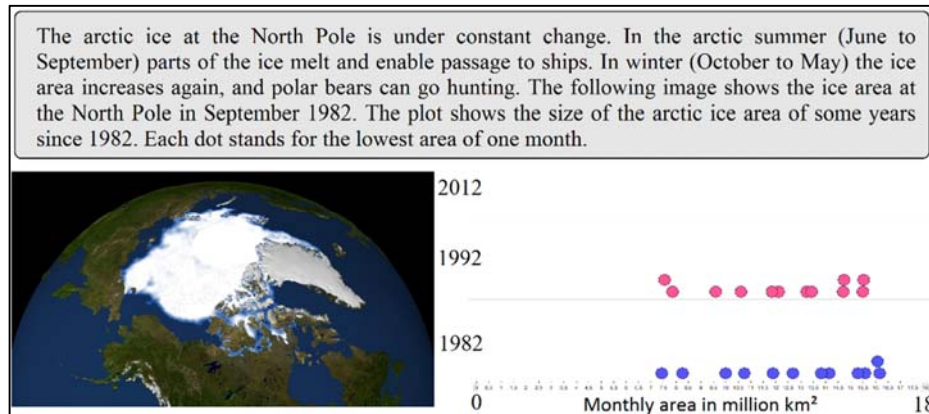 The arctic ice at the North Pole is under constant change. In the arctic summer (June to
September) parts of the ice melt and enable passage to ships. In winter (October to May) the ice
area increases again, and polar bears can go hunting. The following image shows the ice area at
the North Pole in September 1982. The plot shows the size of the arctic ice area of some years
since 1982. Each dot stands for the lowest area of one month.
2012
1992
1982
0 Monthly area in million km² 18